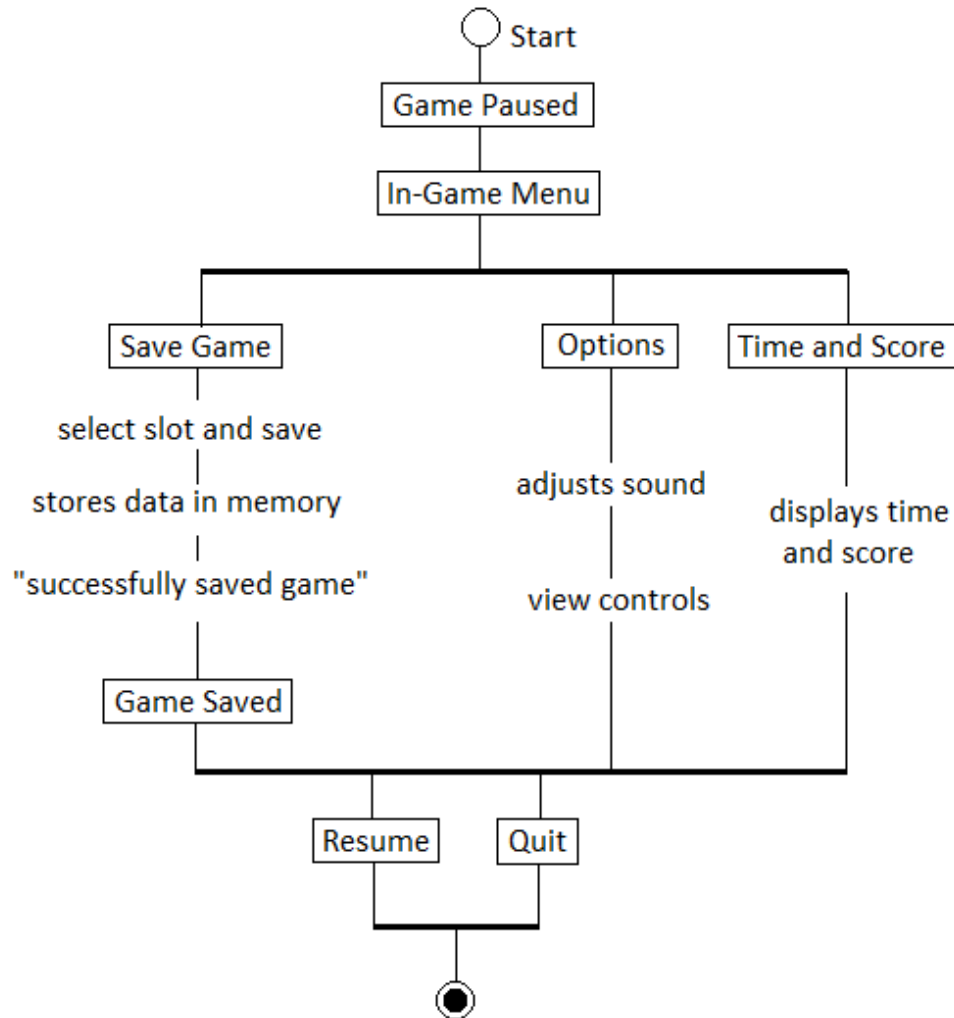 Start
Game Paused
In-Game Menu
Save Game
Options
Time and Score
select slot and save
adjusts sound
stores data in memory
displays time
and score
"successfully saved game"
view controls
Game Saved
Resume
Quit